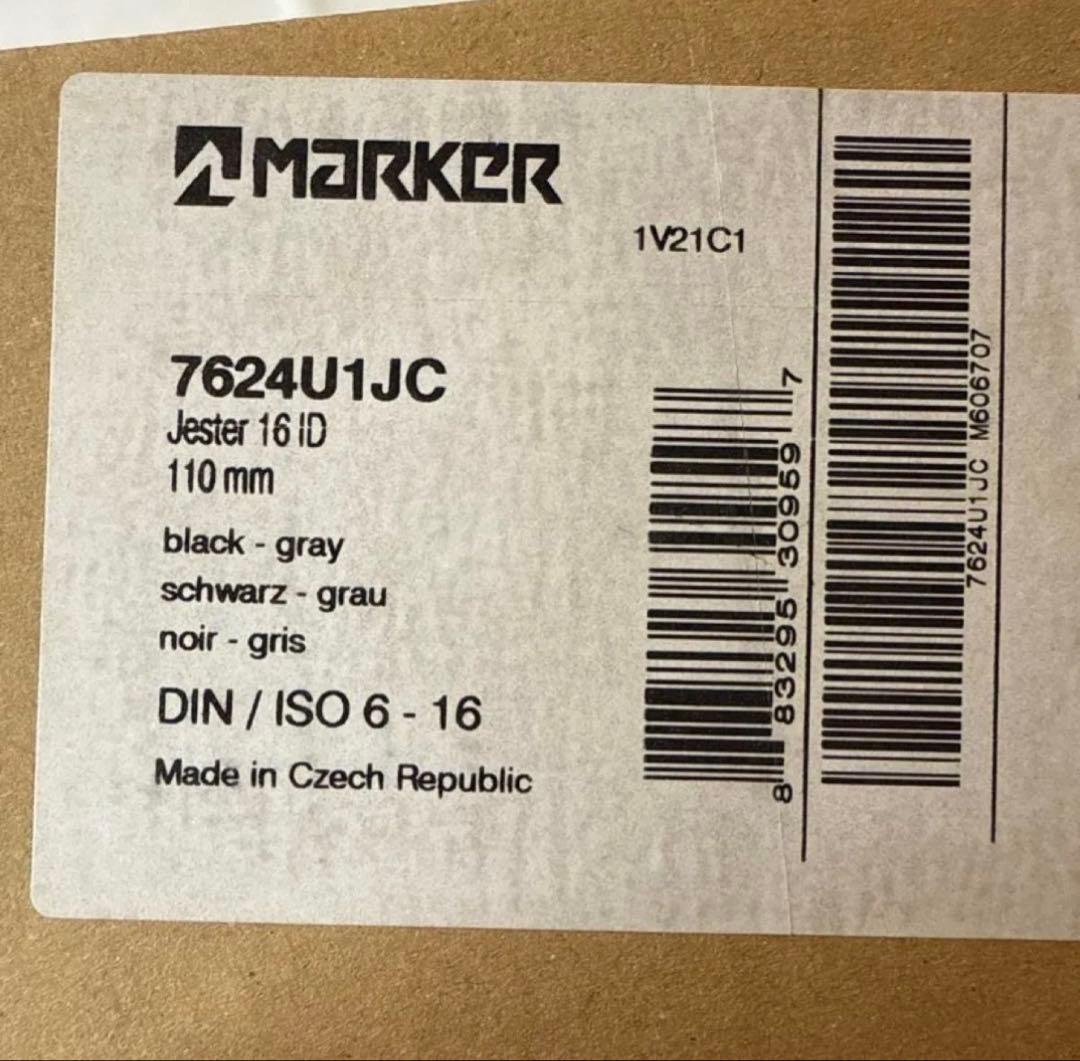 MARKER
1V21C1
7624U1JC
Jester 16 ID
110 mm
black - gray
schwarz - grau
noir - gris
DIN / ISO 6 - 16
Made in Czech Republic
8 83295 30959 7
7624U1JC M606707